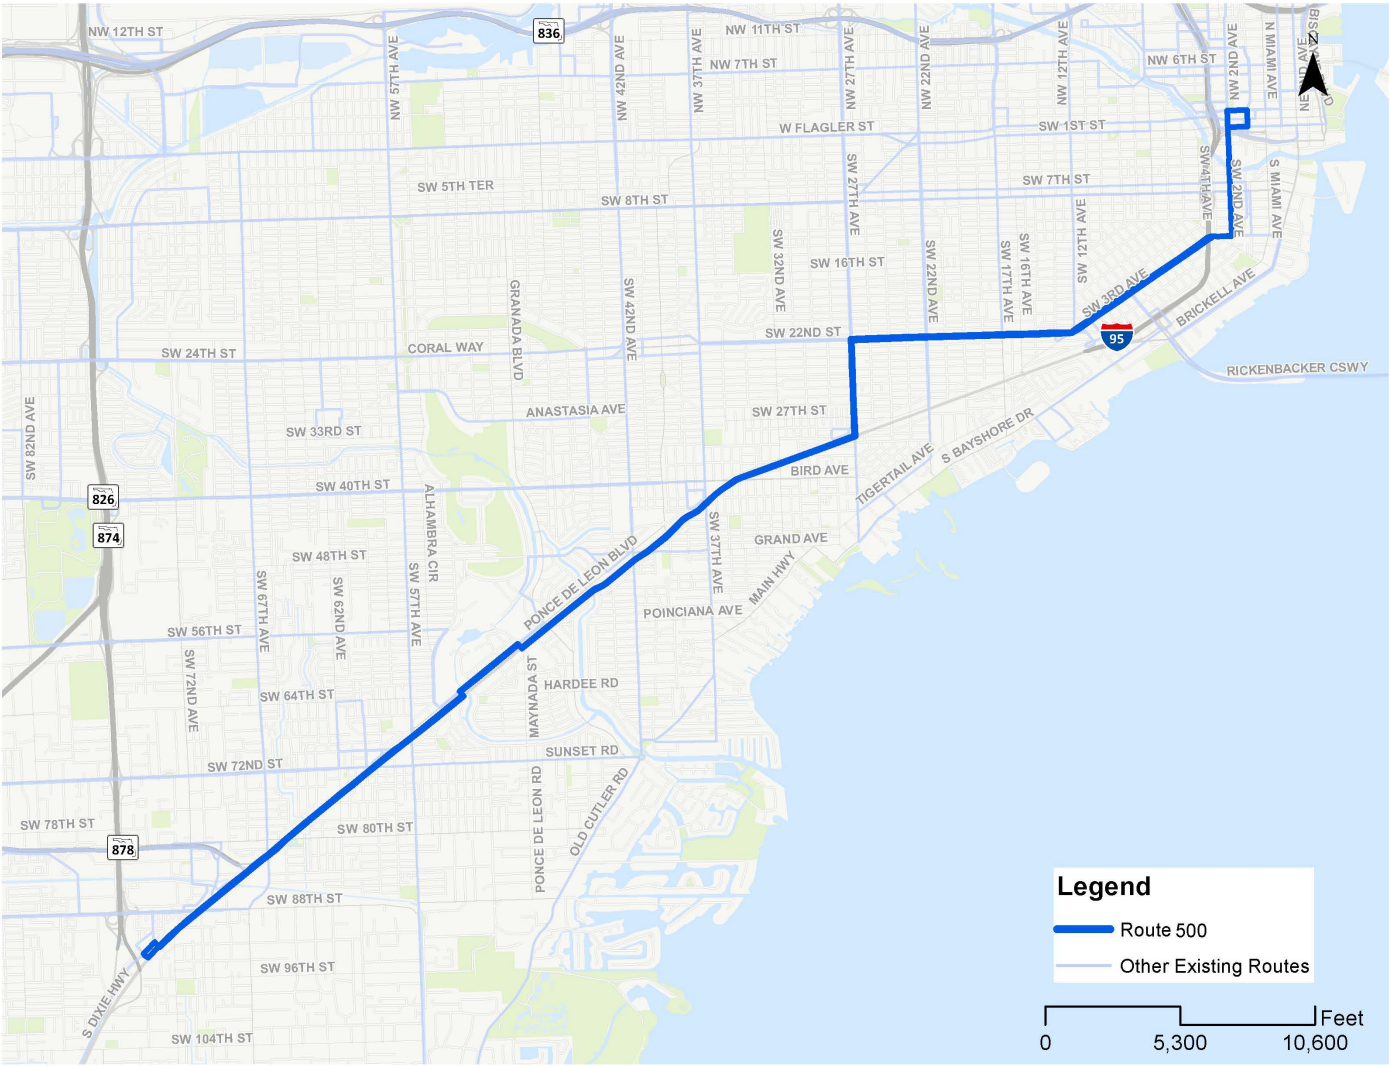 NW 12TH ST
836
NW 11TH ST
NW 57TH AVE
NW 42ND AVE
NW 37TH AVE
NW 27TH AVE
NW 22ND AVE
NW 12TH AVE
NW 7TH ST
NW 6TH ST
NW 2ND AVE
N MIAMI AVE
N
W FLAGLER ST
SW 1ST ST
SW 5TH TER
SW 7TH ST
SW 8TH ST
SW 27TH AVE
SW 4TH AVE
SW 2ND AVE
S MIAMI AVE
SW 12TH AVE
SW 32ND AVE
SW 16TH ST
SW 22ND AVE
SW 17TH AVE
SW 16TH AVE
SW 3RD AVE
BRICKELL AVE
GRANADA BLVD
SW 42ND AVE
SW 22ND ST
95
SW 24TH ST
CORAL WAY
RICKENBACKER CSWY
SW 82ND AVE
ANASTASIA AVE
SW 27TH ST
SW 33RD ST
S BAYSHORE DR
TIGERTAIL AVE
BIRD AVE
826
SW 40TH ST
874
ALHAMBRA CIR
SW 37TH AVE
GRAND AVE
SW 48TH ST
PONCE DE LEON BLVD
MAIN HWY
SW 67TH AVE
SW 62ND AVE
SW 57TH AVE
POINCIANA AVE
SW 56TH ST
SW 72ND AVE
MAYNADA ST
HARDEE RD
SW 64TH ST
SUNSET RD
SW 72ND ST
PONCE DE LEON RD
OLD CUTLER RD
SW 78TH ST
SW 80TH ST
878
SW 88TH ST
SW 96TH ST
S DIXIE HWY
SW 104TH ST
Legend
Route 500
Other Existing Routes
Feet
0 5,300 10,600